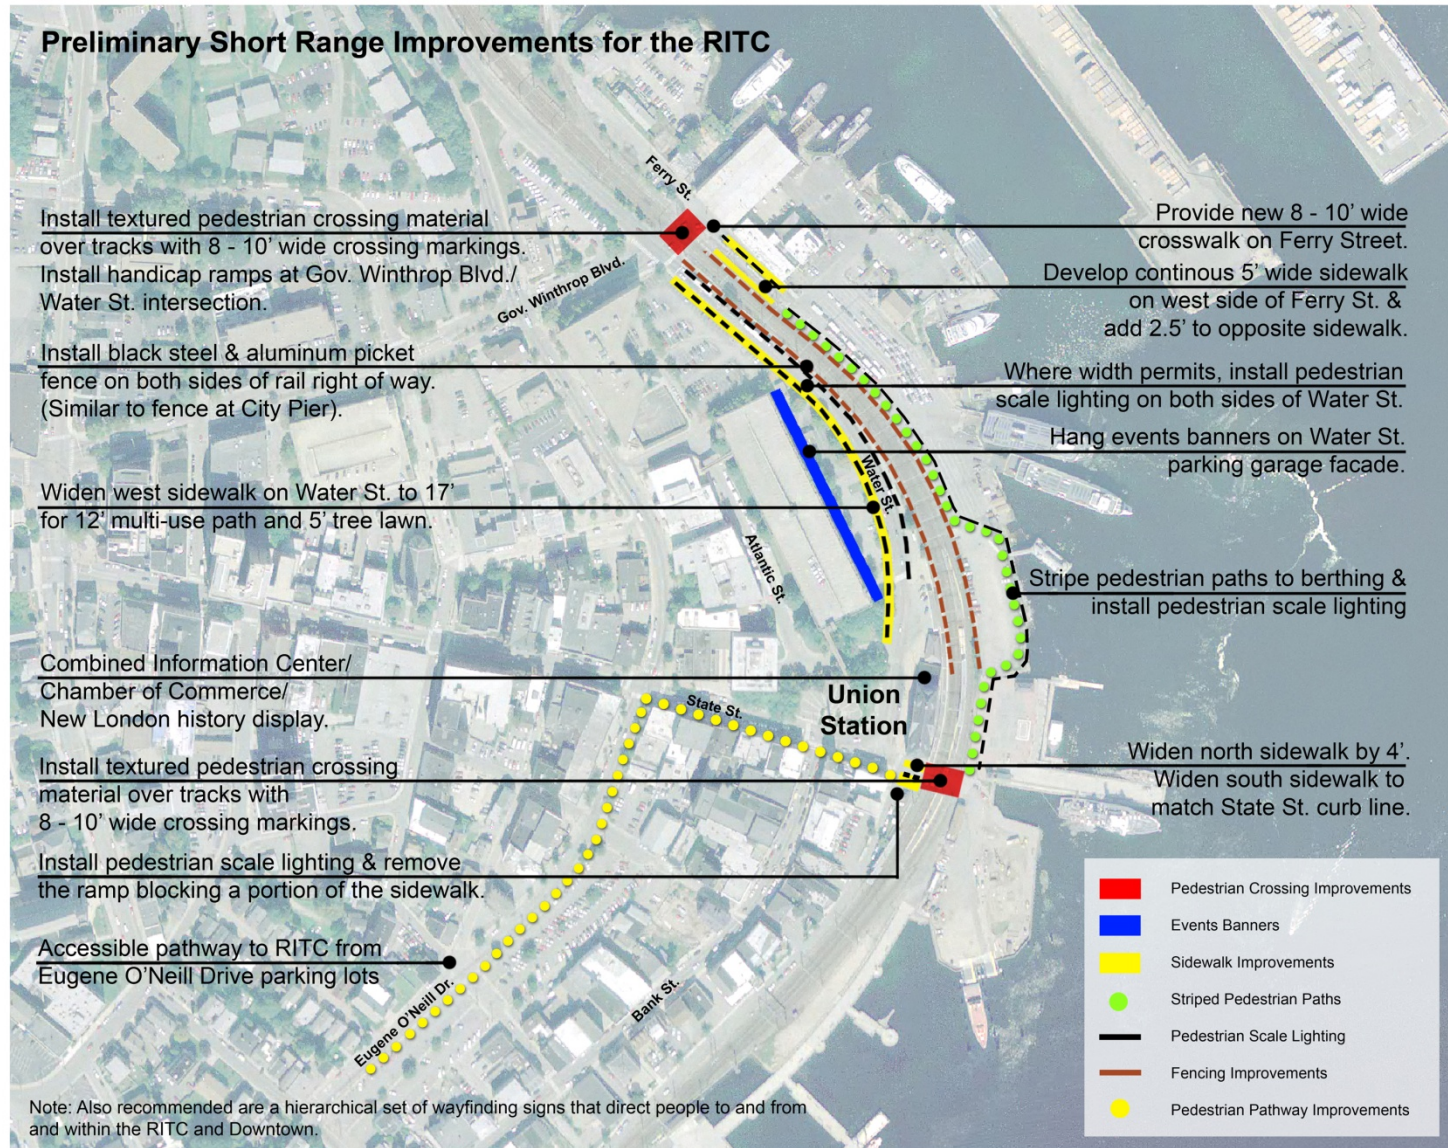 Preliminary Short Range Improvements for the RITC
Ferry St.
Install textured pedestrian crossing material
over tracks with 8 - 10' wide crossing markings.
Install handicap ramps at Gov. Winthrop Blvd./
Water St. intersection.
Gov. Winthrop Blvd.
Install black steel & aluminum picket
fence on both sides of rail right of way.
(Similar to fence at City Pier).
Widen west sidewalk on Water St. to 17'
for 12' multi-use path and 5' tree lawn.
Combined Information Center/
Chamber of Commerce/
New London history display.
Install textured pedestrian crossing
material over tracks with
8 - 10' wide crossing markings.
Install pedestrian scale lighting & remove
the ramp blocking a portion of the sidewalk.
Accessible pathway to RITC from
Eugene O'Neill Drive parking lots
Provide new 8 - 10' wide
crosswalk on Ferry Street.
Develop continous 5' wide sidewalk
on west side of Ferry St. &
add 2.5' to opposite sidewalk.
Where width permits, install pedestrian
scale lighting on both sides of Water St.
Hang events banners on Water St.
parking garage facade.
Stripe pedestrian paths to berthing &
install pedestrian scale lighting
Widen north sidewalk by 4'.
Widen south sidewalk to
match State St. curb line.
Water St.
Atlantic St.
Union
Station
State St.
Bank St.
Eugene O'Neill Dr.
Pedestrian Crossing Improvements
Events Banners
Sidewalk Improvements
Striped Pedestrian Paths
Pedestrian Scale Lighting
Fencing Improvements
Pedestrian Pathway Improvements
Note: Also recommended are a hierarchical set of wayfinding signs that direct people to and from
and within the RITC and Downtown.